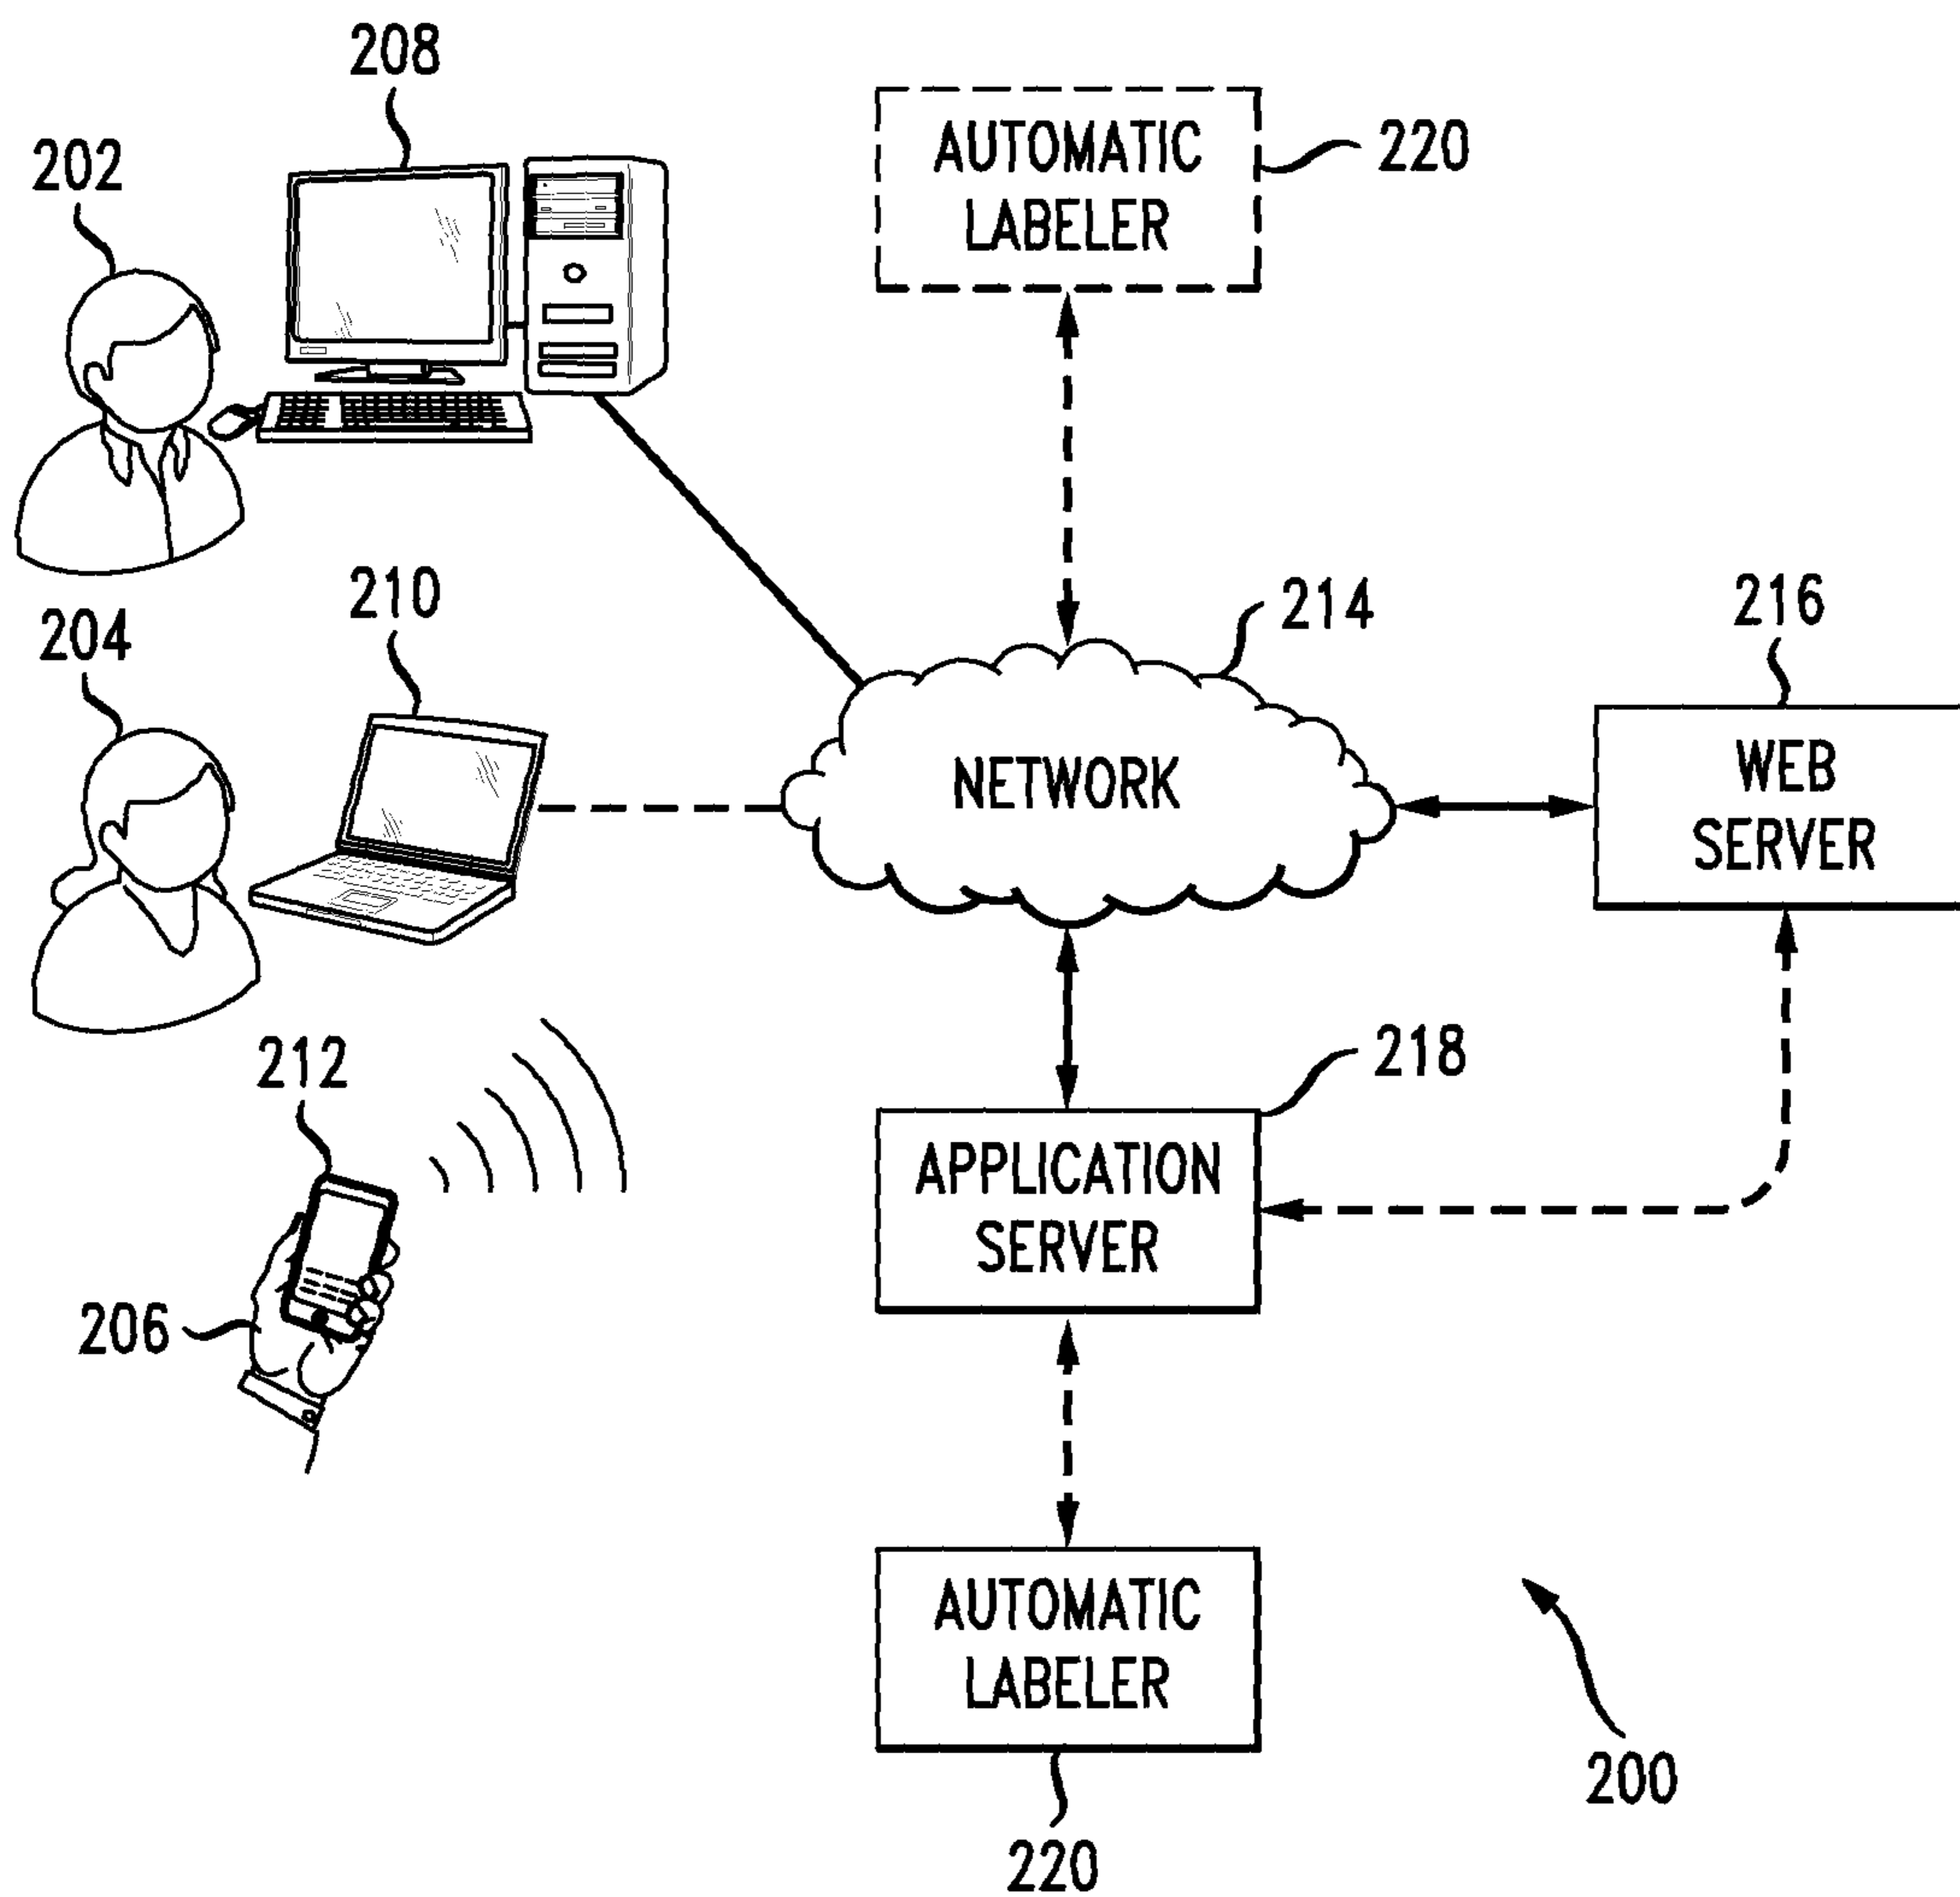 208
202
AUTOMATIC
LABELER
220
210
204
214
216
NETWORK
WEB
SERVER
212
218
APPLICATION
SERVER
206
AUTOMATIC
LABELER
200
220